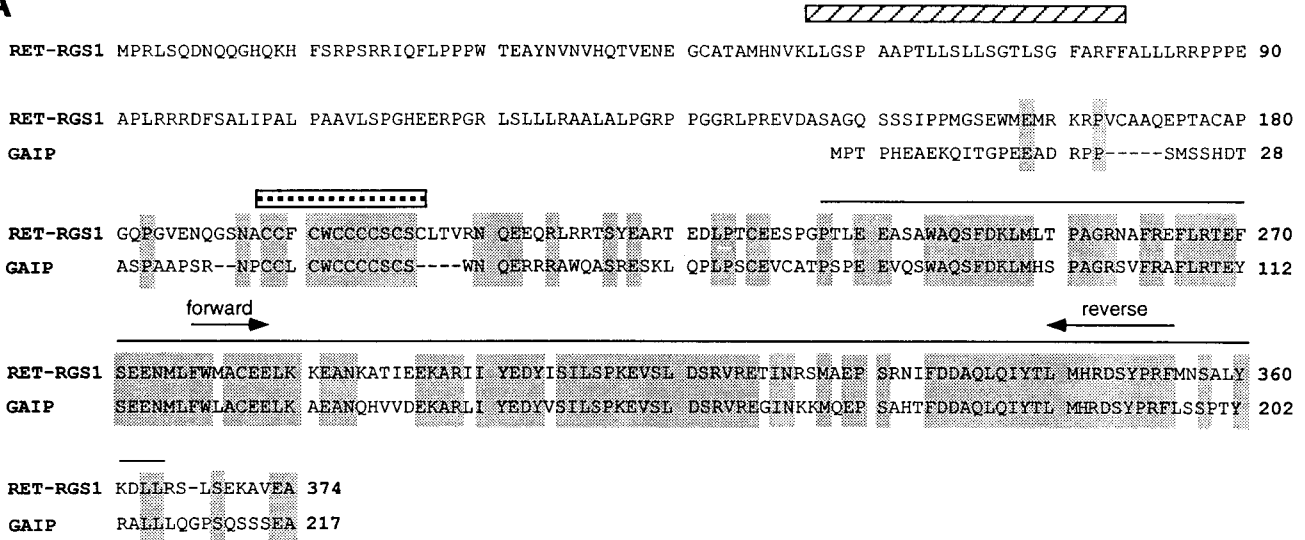 A
RET-RGS1 MPRLSQDNQQGHQKH FSRPSRRIQFLPPPW TEAYNVNVHQTVENE GCATAMHNVKLLGSP AAPTLLSLLSGTLSG FARFFALLLRRPPPE 90
RET-RGS1 APLRRRDFSALIPALP PAAVLSPGHEERPGR LSLLLRAALALPGRP PGGRLPREVDASAGQ SSSIPPMGSEWMEMR KRPVCAAQEPTACAP 180
GAIP MPT PHEAEKQITGPEEAD RPP-----SMSSHDT 28
RET-RGS1 GQPGVENQGSNACCF CWCCCCSCSCLTVRN QEEQRLRRTSYEART EDLPTCEESPGPTLE EASAWAQSFDKLMLT PAGRNAFREFLRTEF 270
GAIP ASPAAPSR--NPCCL CWCCCCSCS----WN QERRRAWQASRESKL QPLPSCEVCATPSPE EVQSWAQSFDKLMHS PAGRSVFRAFLRTEY 112
forward reverse
RET-RGS1 SEENMLFWMACEELK KEANKATIEEKARII YEDYISILSPKEVSL DSRVRETINRSMAEP SRNIFDDAQLQIYTL MHRDSYPRFMNSALY 360
GAIP SEENMLFWLACEELK AEANQHVVDEKARLI YEDYVSILSPKEVSL DSRVREGINKKMQEP SAHTFDDAQLQIYTL MHRDSYPRFLSSPTY 202
RET-RGS1 KDLLRS-LSEKAVEA 374
GAIP RALLLQGPSQSSSEA 217